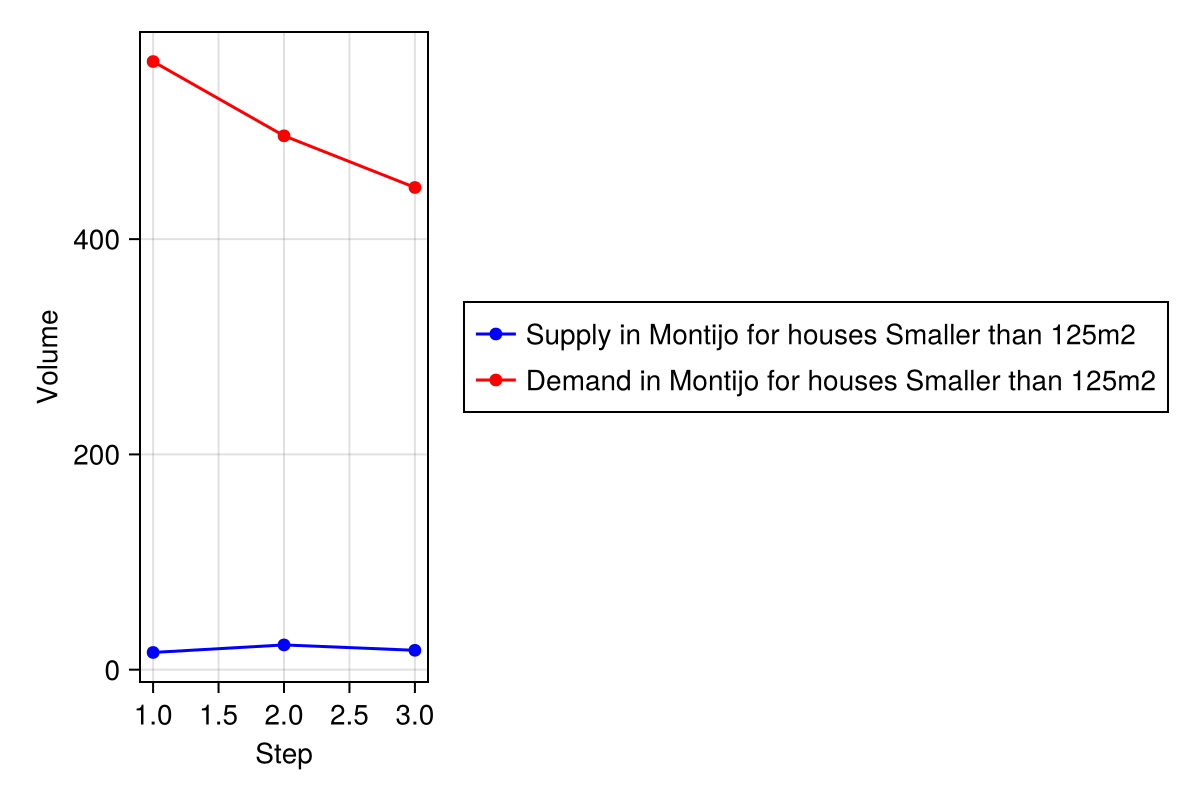 Volume
400
200
0
1.0 1.5 2.0 2.5 3.0
Step
Supply in Montijo for houses Smaller than 125m2
Demand in Montijo for houses Smaller than 125m2